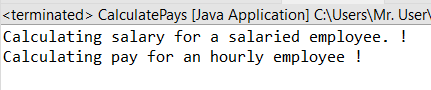 <terminated> CalculatePays [Java Application] C:\Users\Mr. User\
Calculating salary for a salaried employee. !
Calculating pay for an hourly employee !